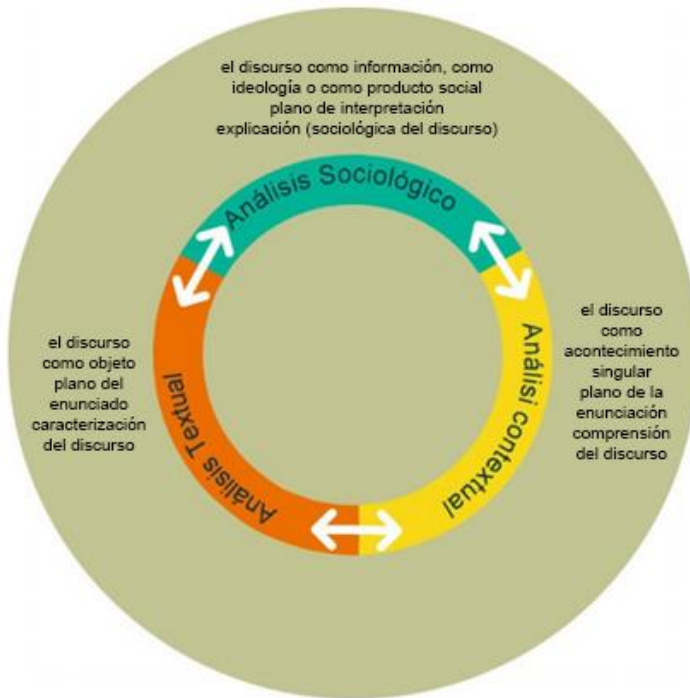 el discurso como información, como
ideología o como producto social
plano de interpretación
explicación (sociológica del discurso)
Análisis Sociológico
el discurso
como objeto
plano del
enunciado
caracterización
del discurso
Análisis Textual
Análisi contextual
el discurso
como
acontecimiento
singular
plano de la
enunciación
comprensión
del discurso